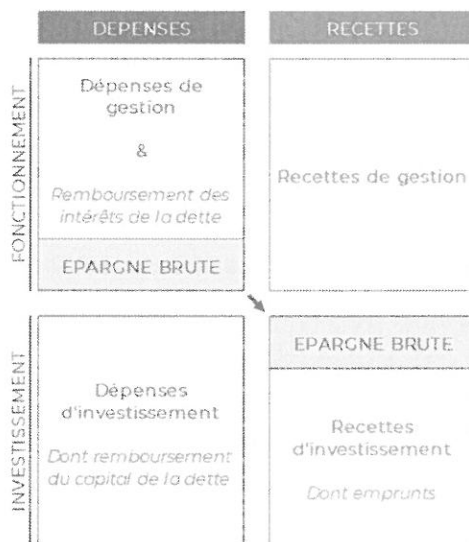 DEPENSES
RECETTES
FONCTIONNEMENT
Dépenses de
gestion
&
Remboursement des
intérêts de la dette
EPARGNE BRUTE
Recettes de gestion
INVESTISSEMENT
Dépenses
d'investissement
Dont remboursement
du capital de la dette
EPARGNE BRUTE
Recettes
d'investissement
Dont emprunts